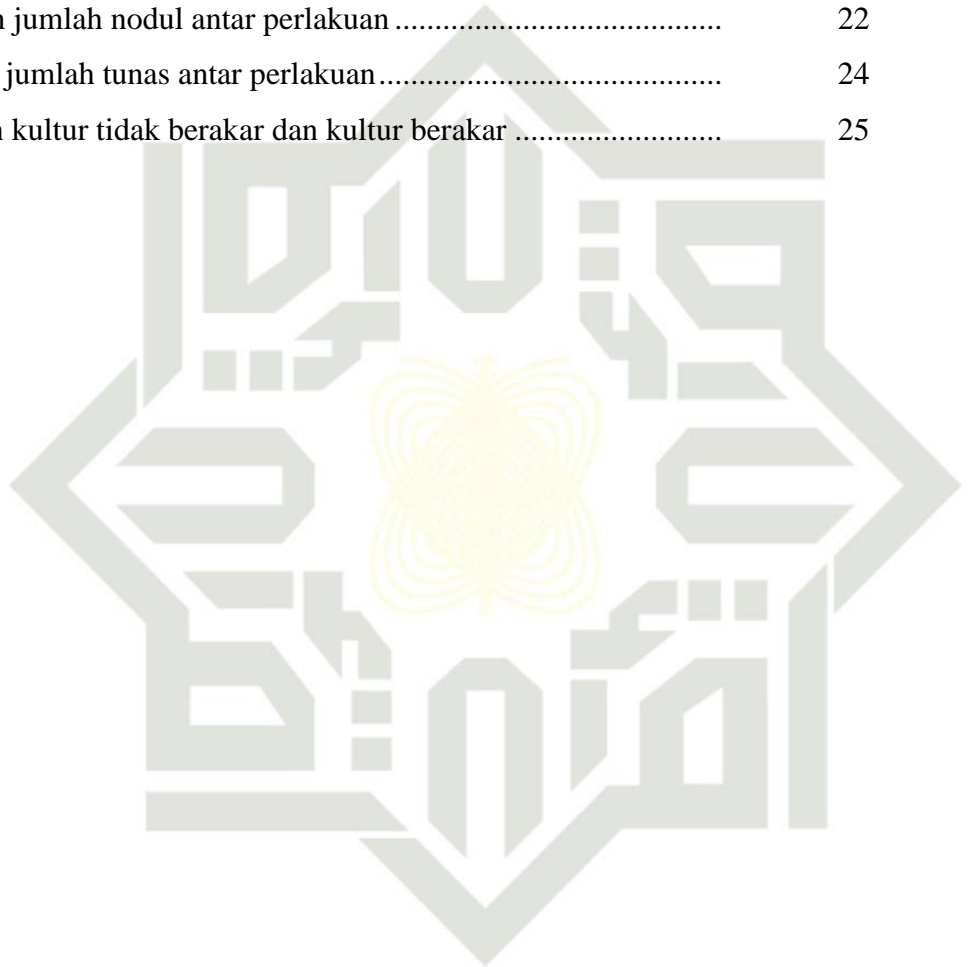 n jumlah nodul antar perlakuan ........................................ 22
jumlah tunas antar perlakuan.......................................... 24
n kultur tidak berakar dan kultur berakar ......................... 25